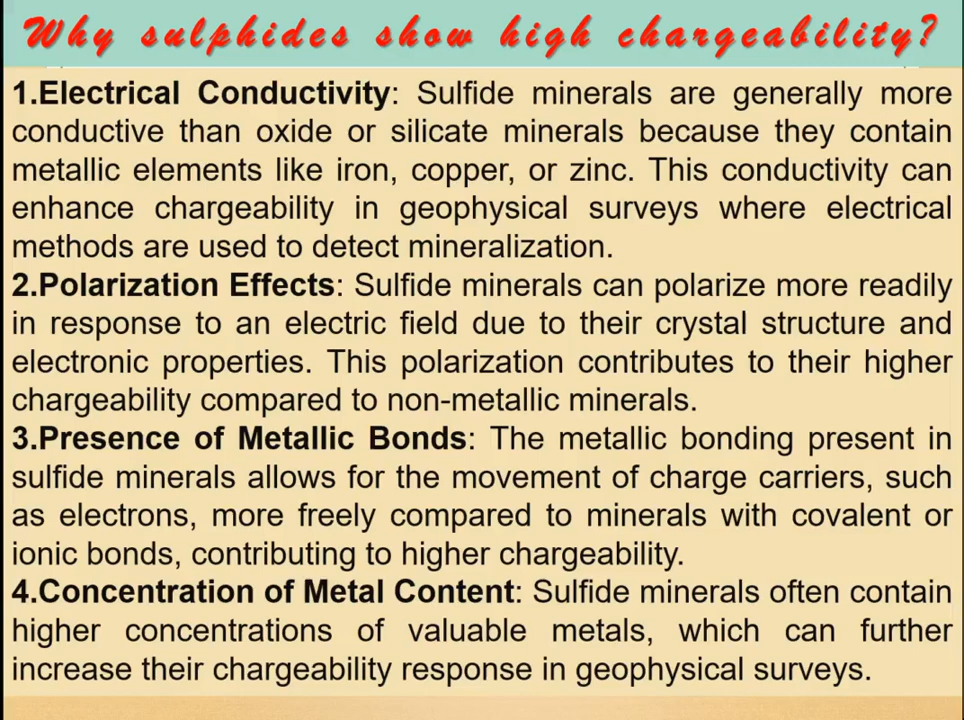 Why sulphides show high chargeability?
1.Electrical Conductivity: Sulfide minerals are generally more
conductive than oxide or silicate minerals because they contain
metallic elements like iron, copper, or zinc. This conductivity can
enhance chargeability in geophysical surveys where electrical
methods are used to detect mineralization.
2.Polarization Effects: Sulfide minerals can polarize more readily
in response to an electric field due to their crystal structure and
electronic properties. This polarization contributes to their higher
chargeability compared to non-metallic minerals.
3.Presence of Metallic Bonds: The metallic bonding present in
sulfide minerals allows for the movement of charge carriers, such
as electrons, more freely compared to minerals with covalent or
ionic bonds, contributing to higher chargeability.
4.Concentration of Metal Content: Sulfide minerals often contain
higher concentrations of valuable metals, which can further
increase their chargeability response in geophysical surveys.